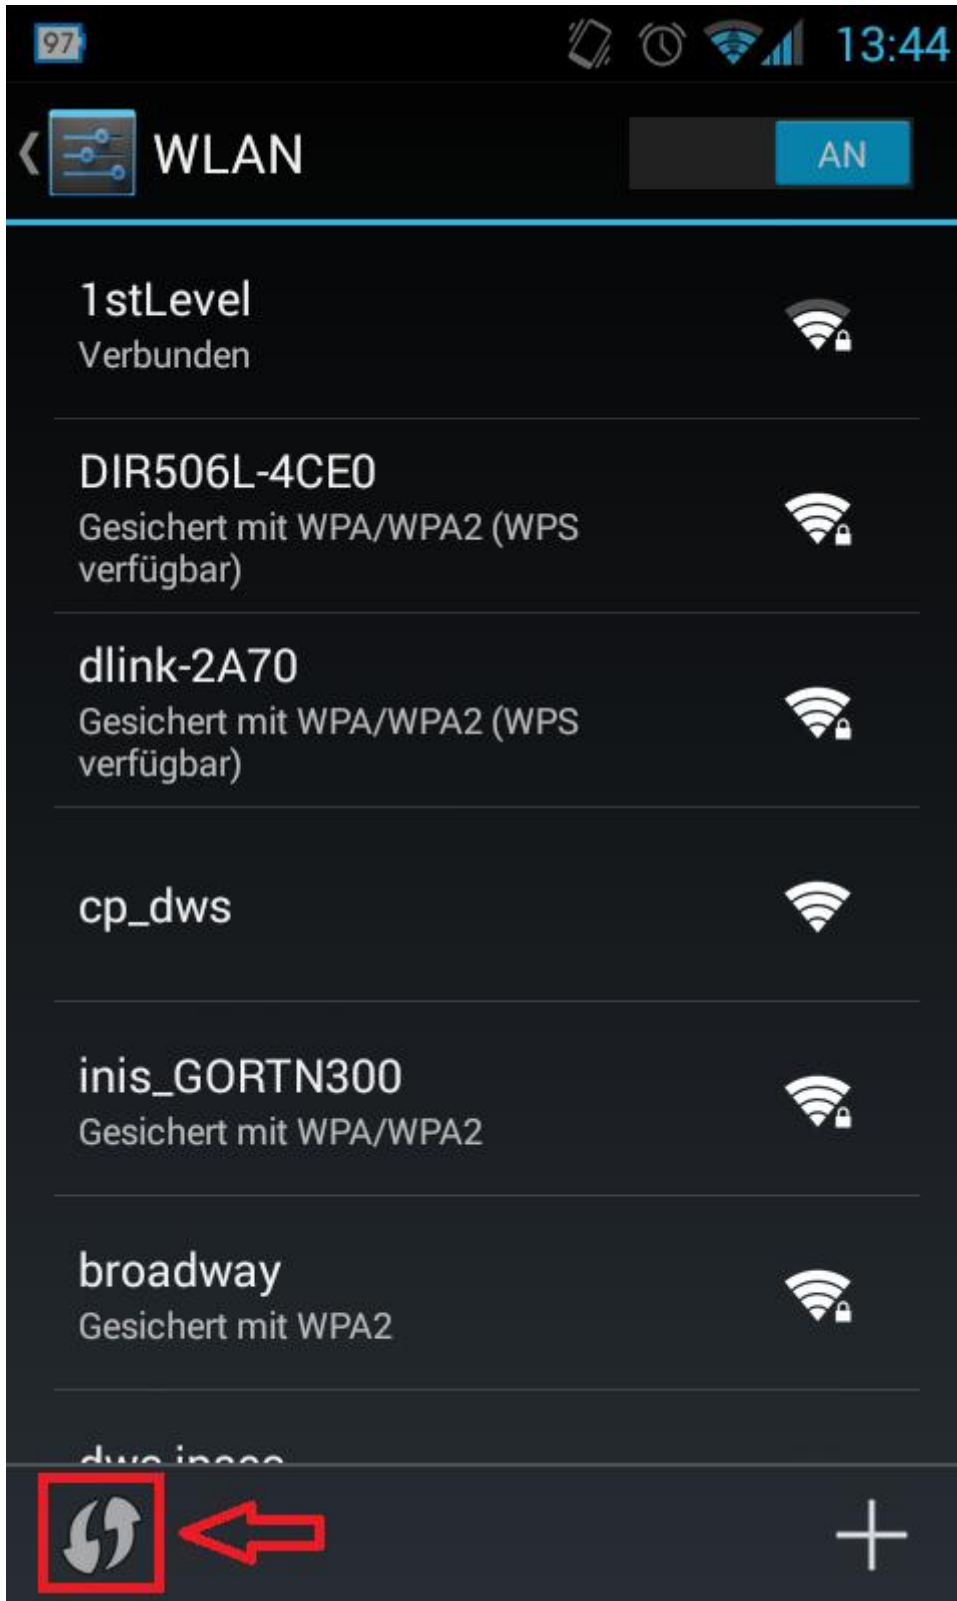 97
13:44
WLAN
AN
1stLevel
Verbunden
DIR506L-4CE0
Gesichert mit WPA/WPA2 (WPS
verfügbar)
dlink-2A70
Gesichert mit WPA/WPA2 (WPS
verfügbar)
cp_dws
inis_GORTN300
Gesichert mit WPA/WPA2
broadway
Gesichert mit WPA2